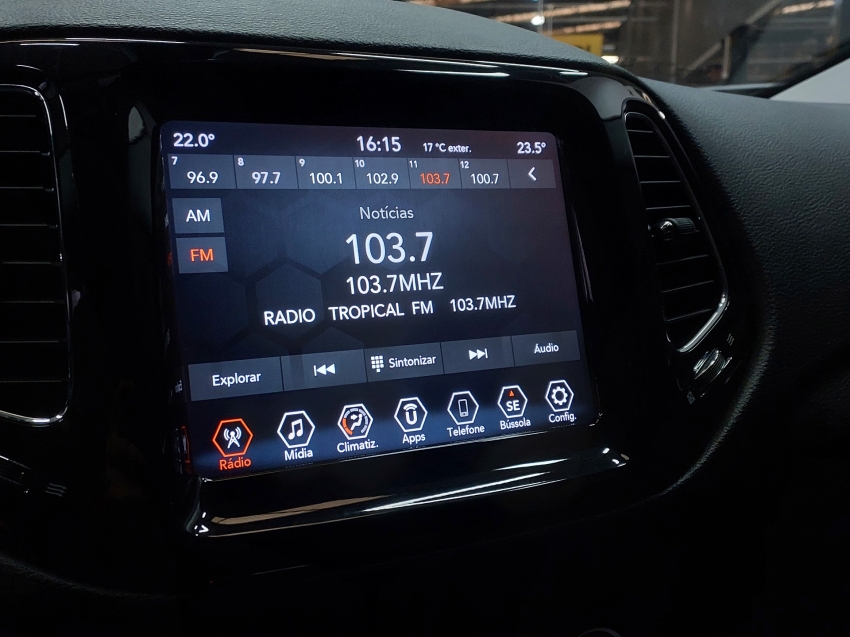 22.0° 16:15 17 °C exter. 23.5°
7 8 9 10 11 12
96.9 97.7 100.1 102.9 103.7 100.7
AM
FM
Notícias
103.7
103.7MHZ
RADIO TROPICAL FM 103.7MHZ
Explorar Sintonizar Áudio
Rádio Mídia Climatiz. Apps Telefone SE Bússola Config.